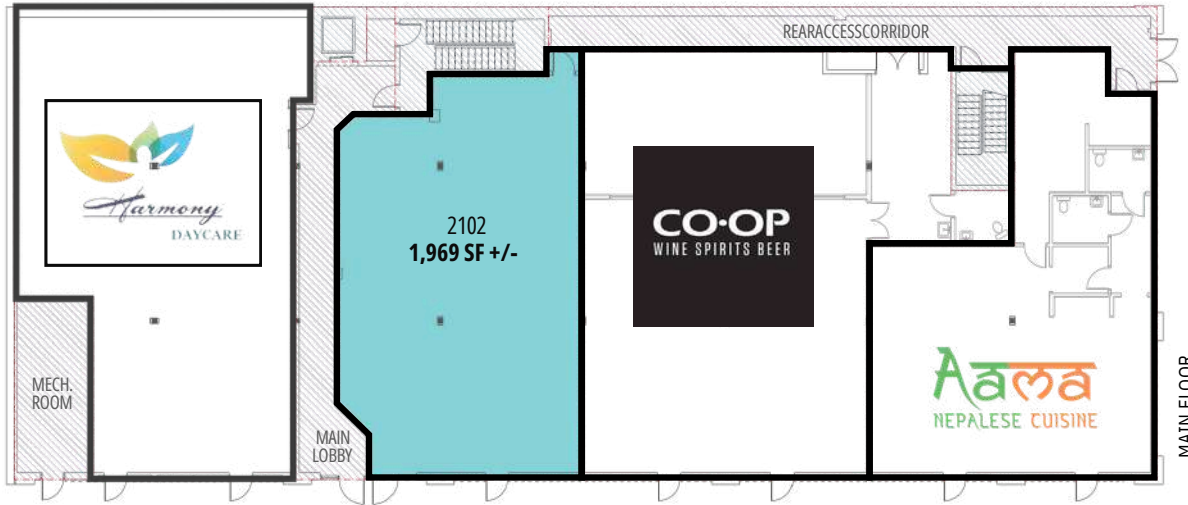 REARACCESSCORRIDOR
Harmony
DAYCARE
2102
1,969 SF +/-
CO•OP
WINE SPIRITS BEER
Aama
NEPALESE CUISINE
MECH.
ROOM
MAIN
LOBBY
MAIN FLOOR